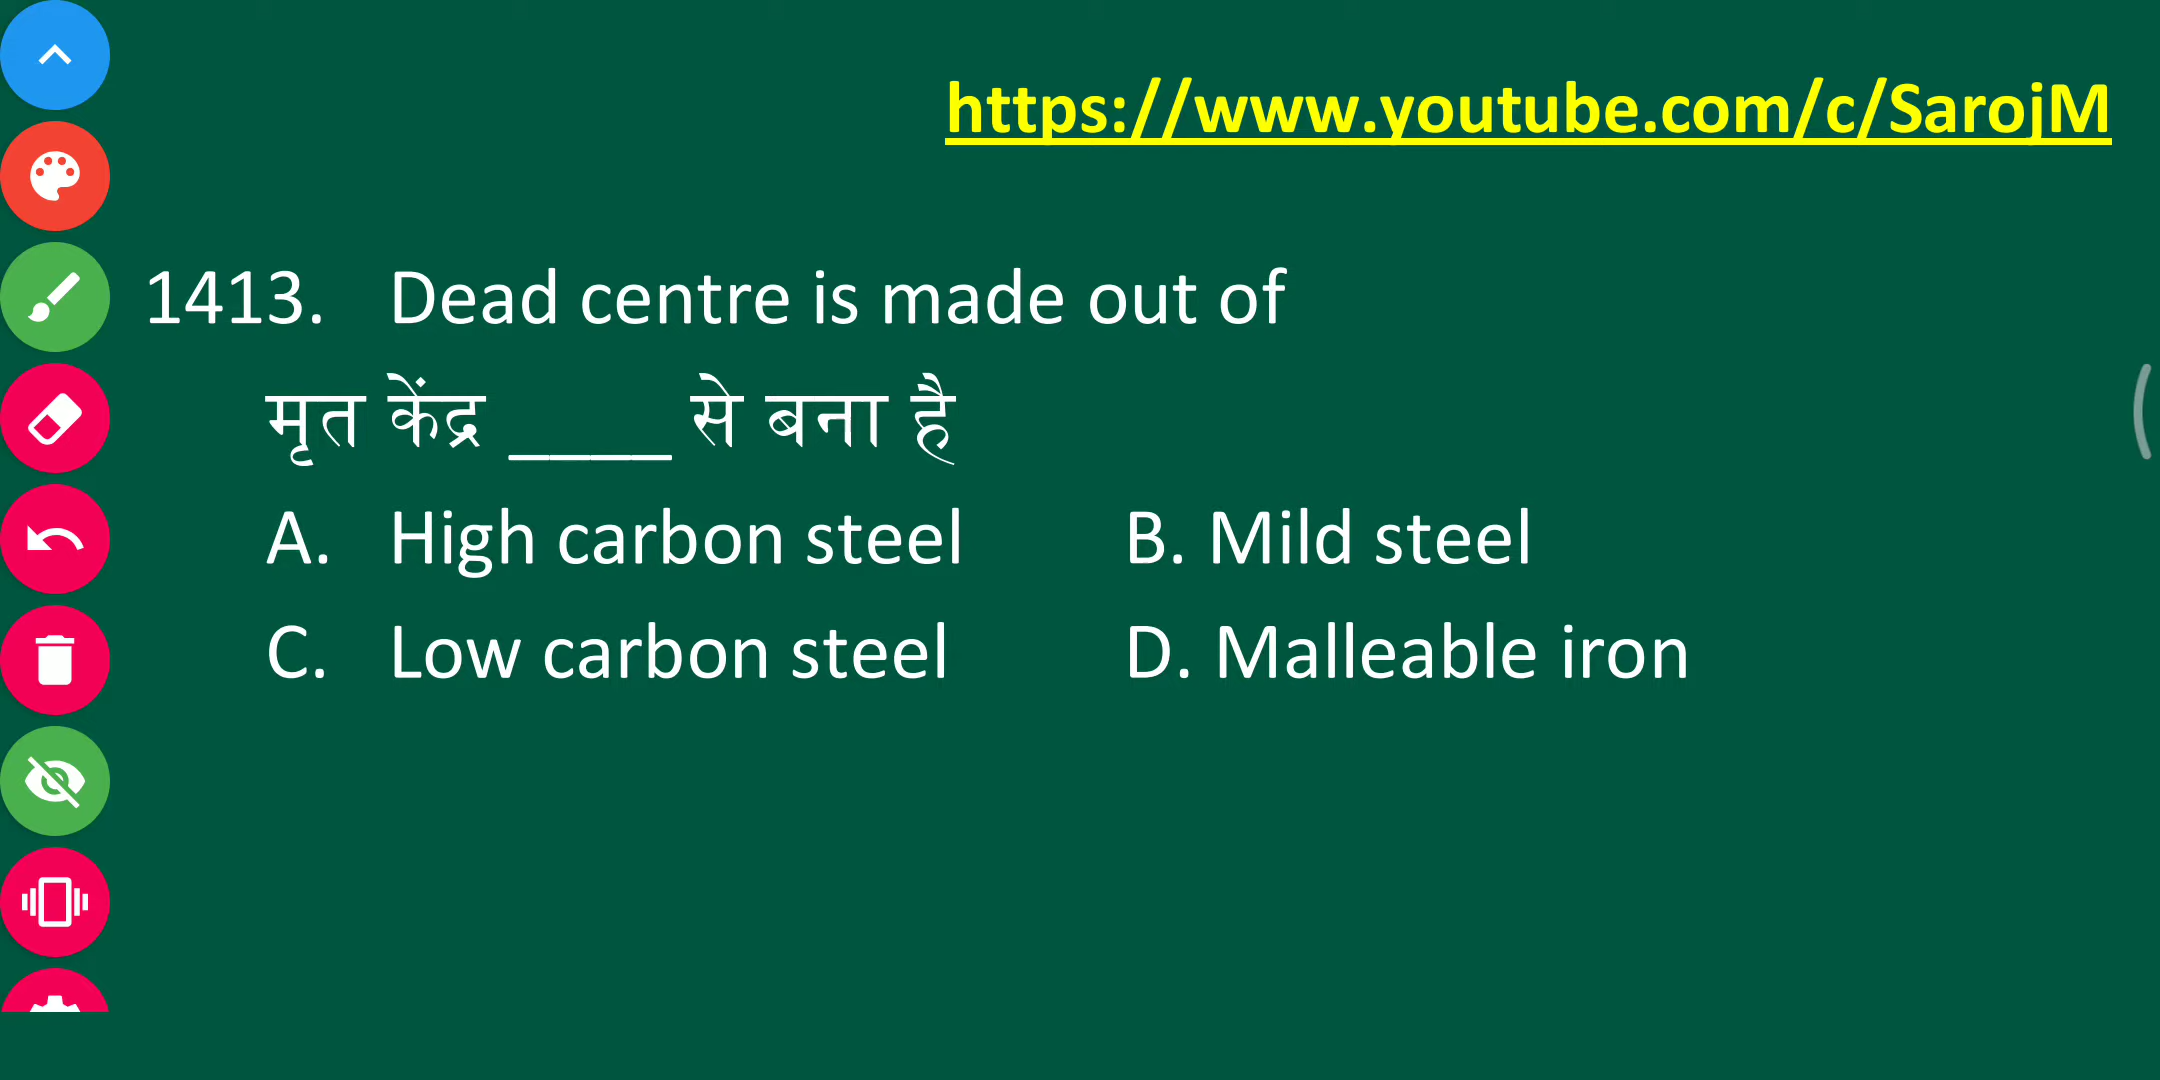 https://www.youtube.com/c/SarojM
1413. Dead centre is made out of
मृत केंद्र ____ से बना है
A. High carbon steel B. Mild steel
C. Low carbon steel D. Malleable iron